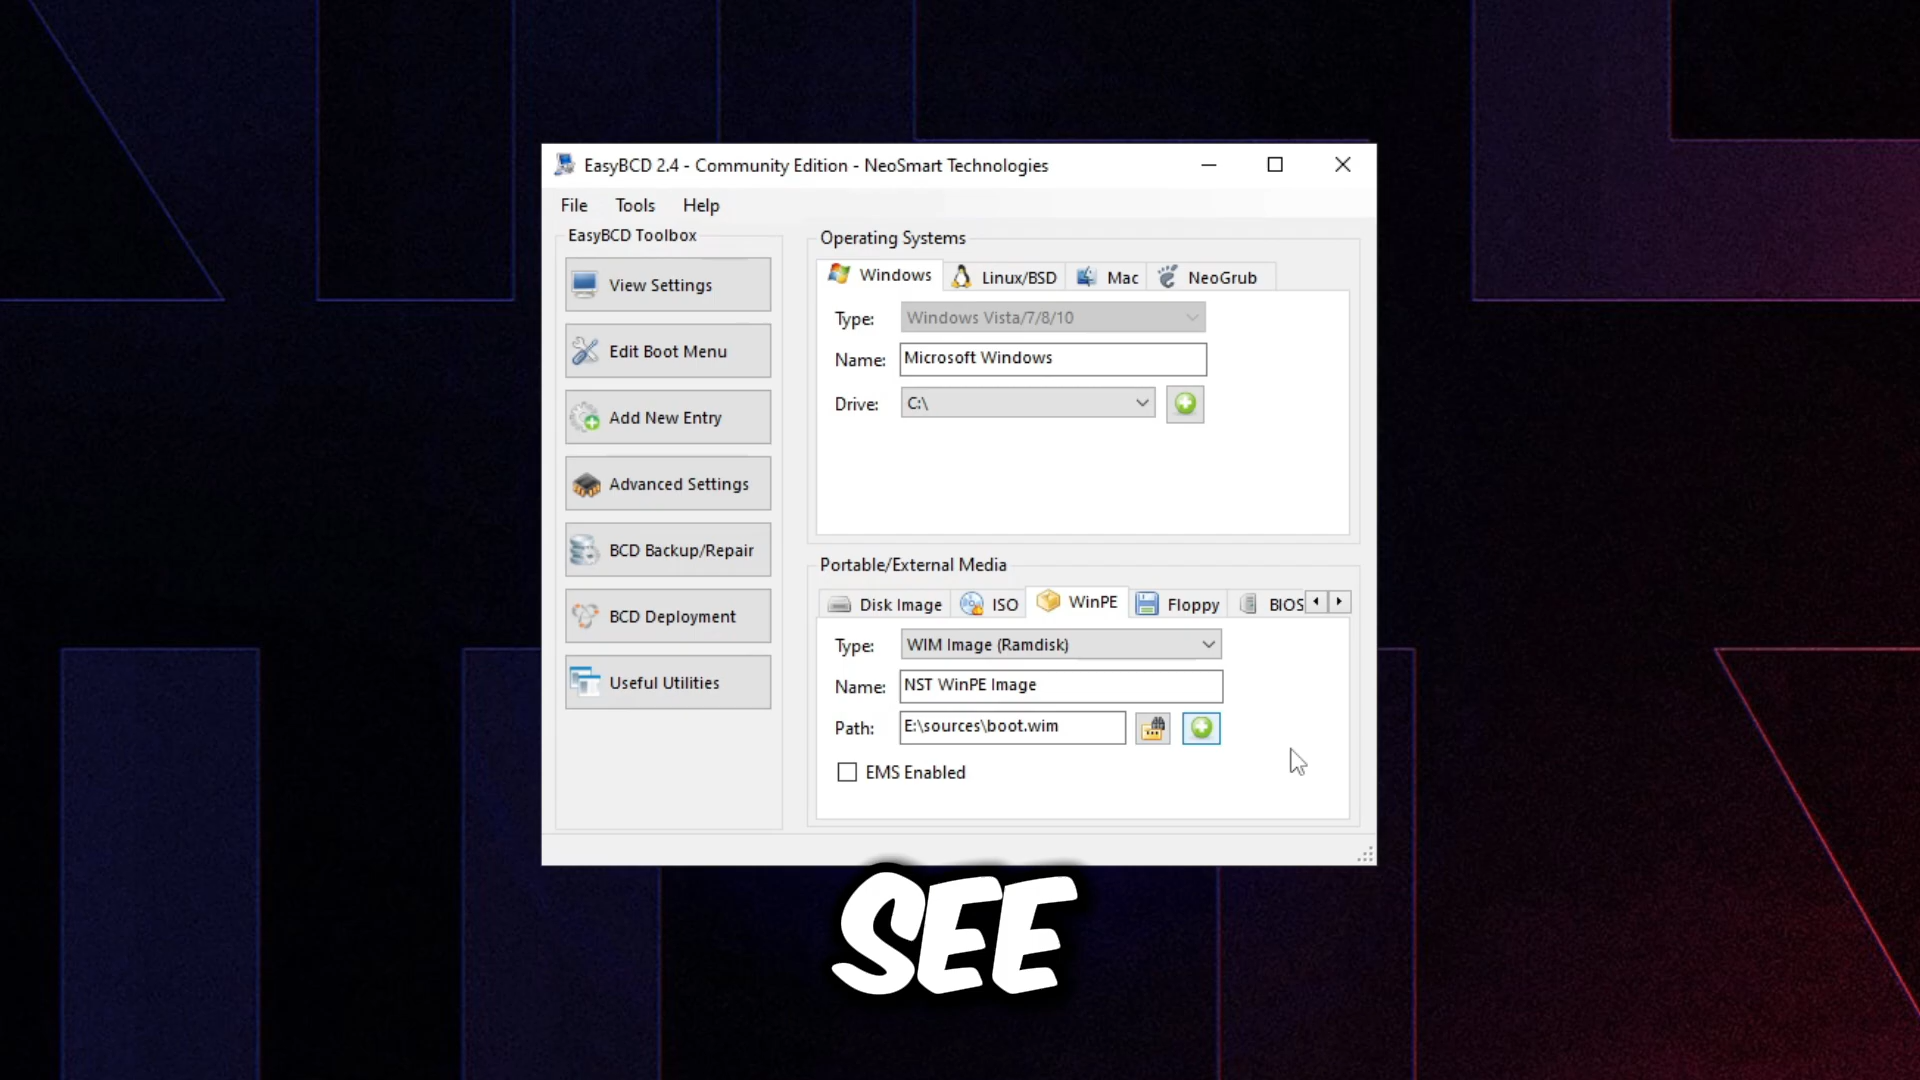 EasyBCD 2.4 - Community Edition - NeoSmart Technologies
File Tools Help
EasyBCD Toolbox
View Settings
Edit Boot Menu
Add New Entry
Advanced Settings
BCD Backup/Repair
BCD Deployment
Useful Utilities
Operating Systems
Windows Linux/BSD Mac NeoGrub
Type: Windows Vista/7/8/10
Name: Microsoft Windows
Drive: C:\
Portable/External Media
Disk Image ISO WinPE Floppy BIOS
Type: WIM Image (Ramdisk)
Name: NST WinPE Image
Path: E:\sources\boot.wim
EMS Enabled
SEE